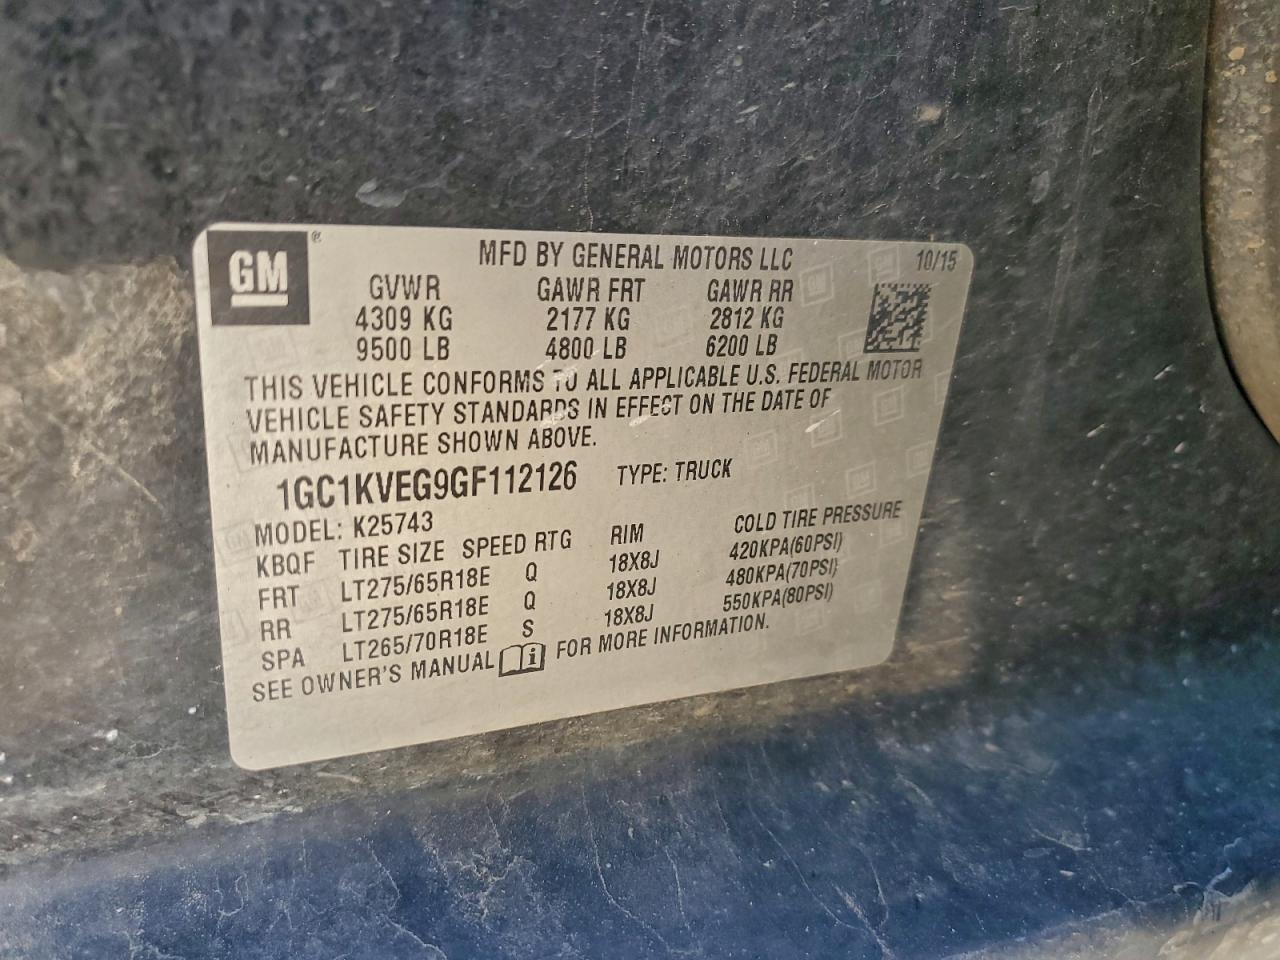 GM ®
MFD BY GENERAL MOTORS LLC 10/15
GVWR GAWR FRT GAWR RR
4309 KG 2177 KG 2812 KG
9500 LB 4800 LB 6200 LB
THIS VEHICLE CONFORMS TO ALL APPLICABLE U.S. FEDERAL MOTOR
VEHICLE SAFETY STANDARDS IN EFFECT ON THE DATE OF
MANUFACTURE SHOWN ABOVE.
1GC1KVEG9GF112126 TYPE: TRUCK
MODEL: K25743
KBQF TIRE SIZE SPEED RTG RIM COLD TIRE PRESSURE
FRT LT275/65R18E Q 18X8J 420KPA(60PSI)
RR LT275/65R18E Q 18X8J 480KPA(70PSI)
SPA LT265/70R18E S 18X8J 550KPA(80PSI)
SEE OWNER'S MANUAL i FOR MORE INFORMATION.